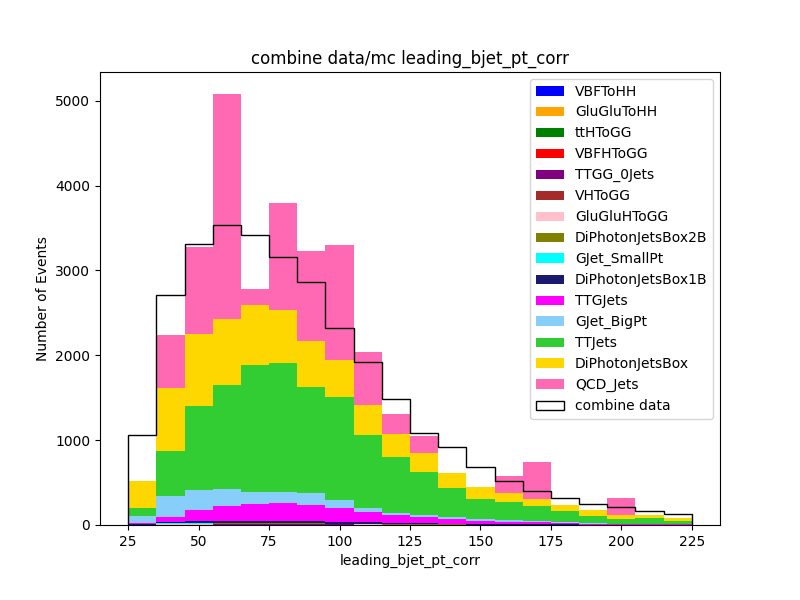 combine data/mc leading_bjet_pt_corr
5000
4000
3000
2000
1000
0
Number of Events
25
50
75
100
125
150
175
200
225
leading_bjet_pt_corr
VBFToHH
GluGluToHH
ttHToGG
VBFHToGG
TTGG_0Jets
VHToGG
GluGluHToGG
DiPhotonJetsBox2B
GJet_SmallPt
DiPhotonJetsBox1B
TTGJets
GJet_BigPt
TTJets
DiPhotonJetsBox
QCD_Jets
combine data